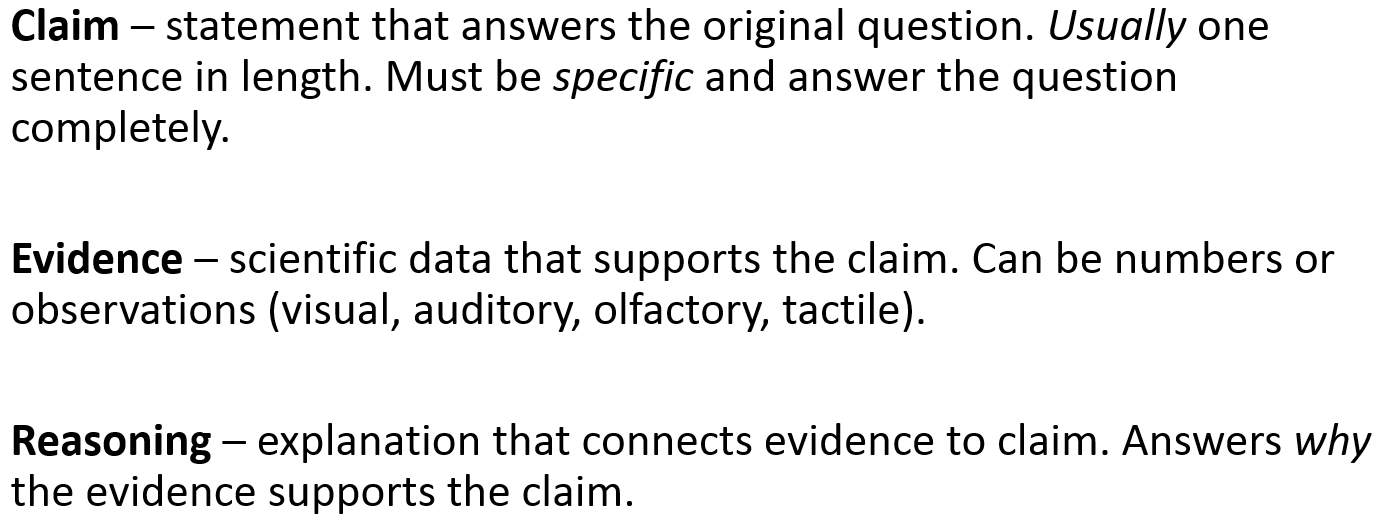 Claim – statement that answers the original question. Usually one
sentence in length. Must be specific and answer the question
completely.
Evidence – scientific data that supports the claim. Can be numbers or
observations (visual, auditory, olfactory, tactile).
Reasoning – explanation that connects evidence to claim. Answers why
the evidence supports the claim.